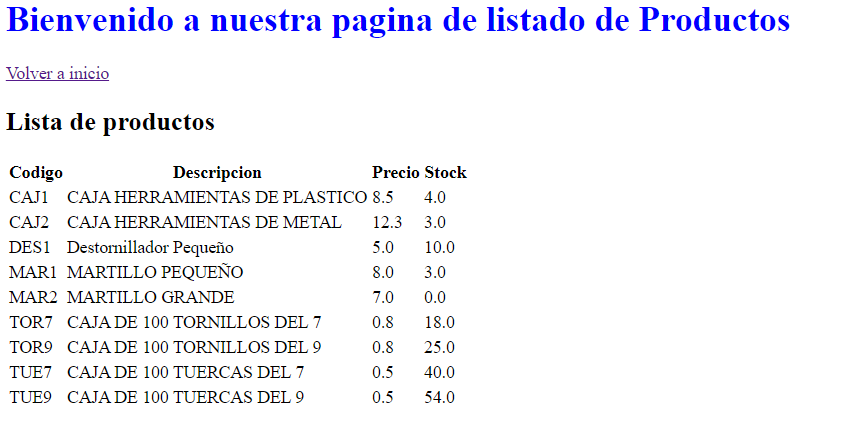 Bienvenido a nuestra pagina de listado de Productos
Volver a inicio
Lista de productos
Codigo Descripcion Precio Stock
CAJ1 CAJA HERRAMIENTAS DE PLASTICO 8.5 4.0
CAJ2 CAJA HERRAMIENTAS DE METAL 12.3 3.0
DES1 Destornillador Pequeño 5.0 10.0
MAR1 MARTILLO PEQUEÑO 8.0 3.0
MAR2 MARTILLO GRANDE 7.0 0.0
TOR7 CAJA DE 100 TORNILLOS DEL 7 0.8 18.0
TOR9 CAJA DE 100 TORNILLOS DEL 9 0.8 25.0
TUE7 CAJA DE 100 TUERCAS DEL 7 0.5 40.0
TUE9 CAJA DE 100 TUERCAS DEL 9 0.5 54.0